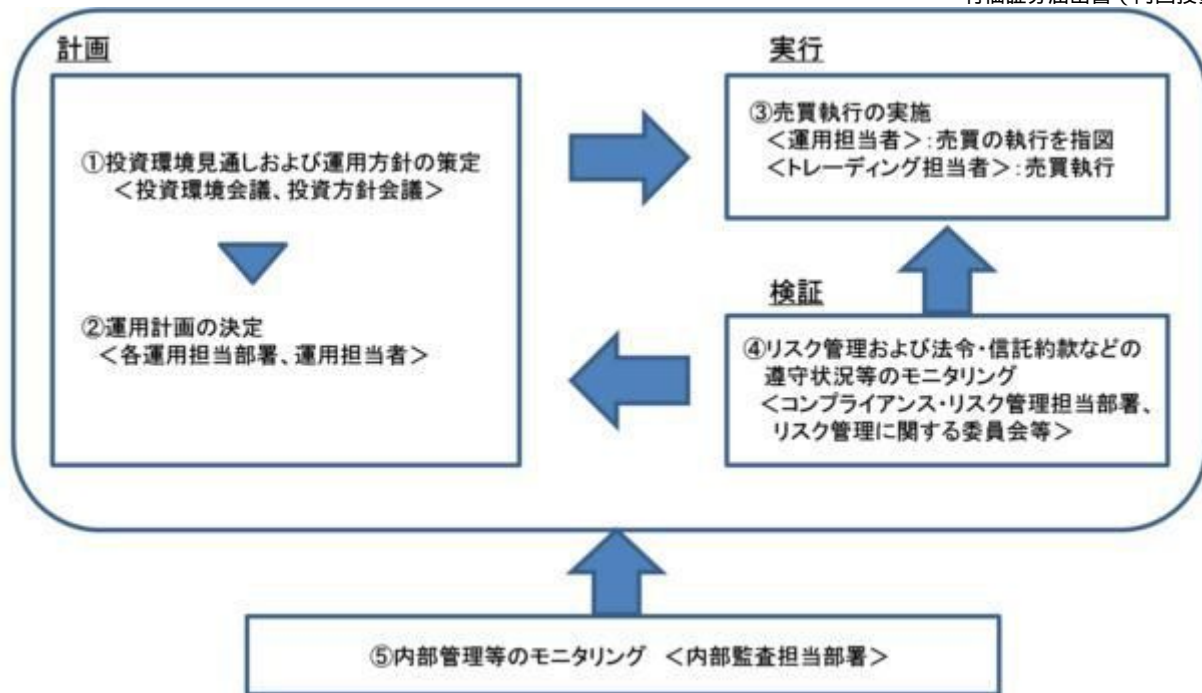 計画
①投資環境見通しおよび運用方針の策定
<投資環境会議、投資方針会議>
②運用計画の決定
<各運用担当部署、運用担当者>
実行
③売買執行の実施
<運用担当者>:売買の執行を指図
<トレーディング担当者>:売買執行
検証
④リスク管理および法令・信託約款などの
遵守状況等のモニタリング
<コンプライアンス・リスク管理担当部署、
リスク管理に関する委員会等>
⑤内部管理等のモニタリング <内部監査担当部署>